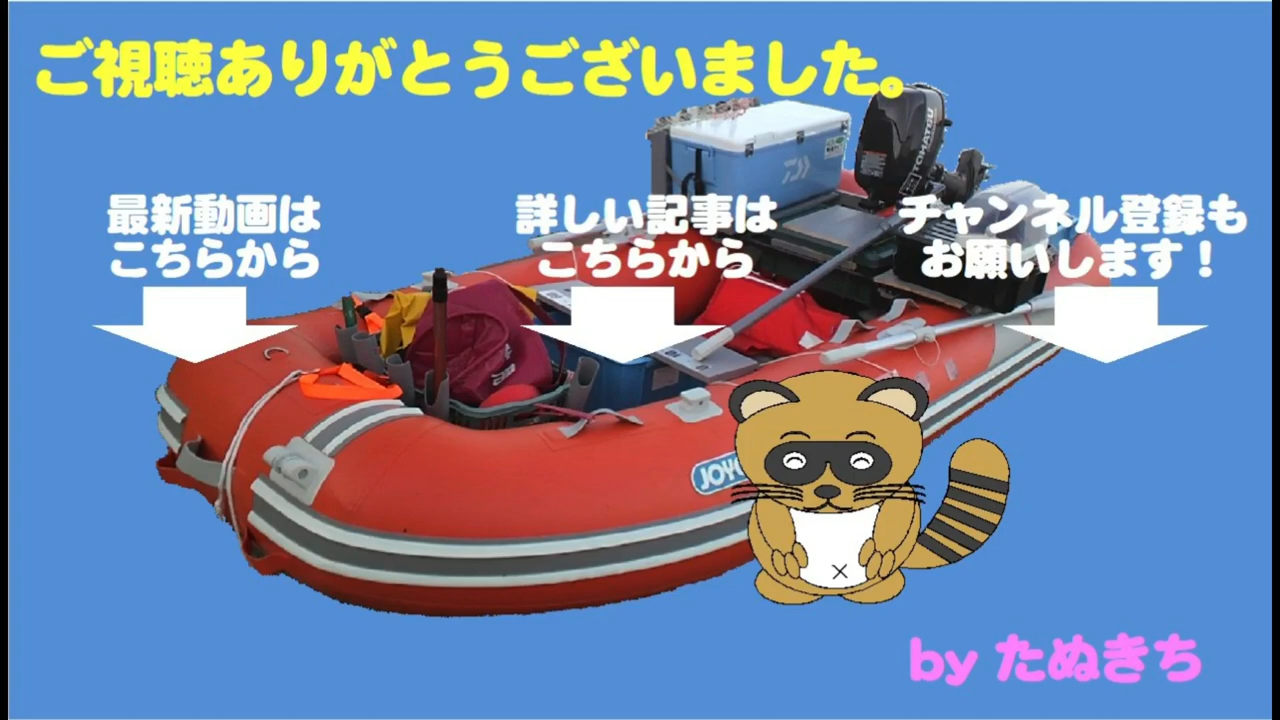 ご視聴ありがとうございました。
TOHATSU
最新動画は
こちらから
詳しい記事は
こちらから
チャンネル登録も
お願いします！
by たぬきち